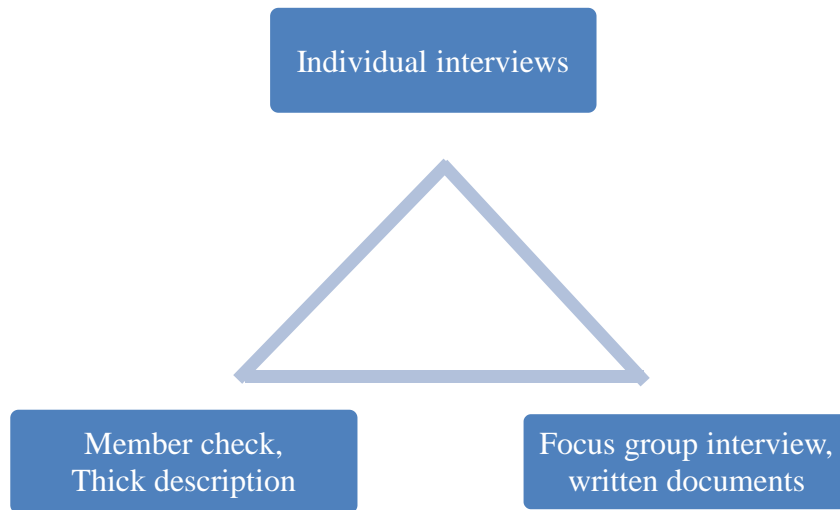 Individual interviews
Member check,
Thick description
Focus group interview,
written documents